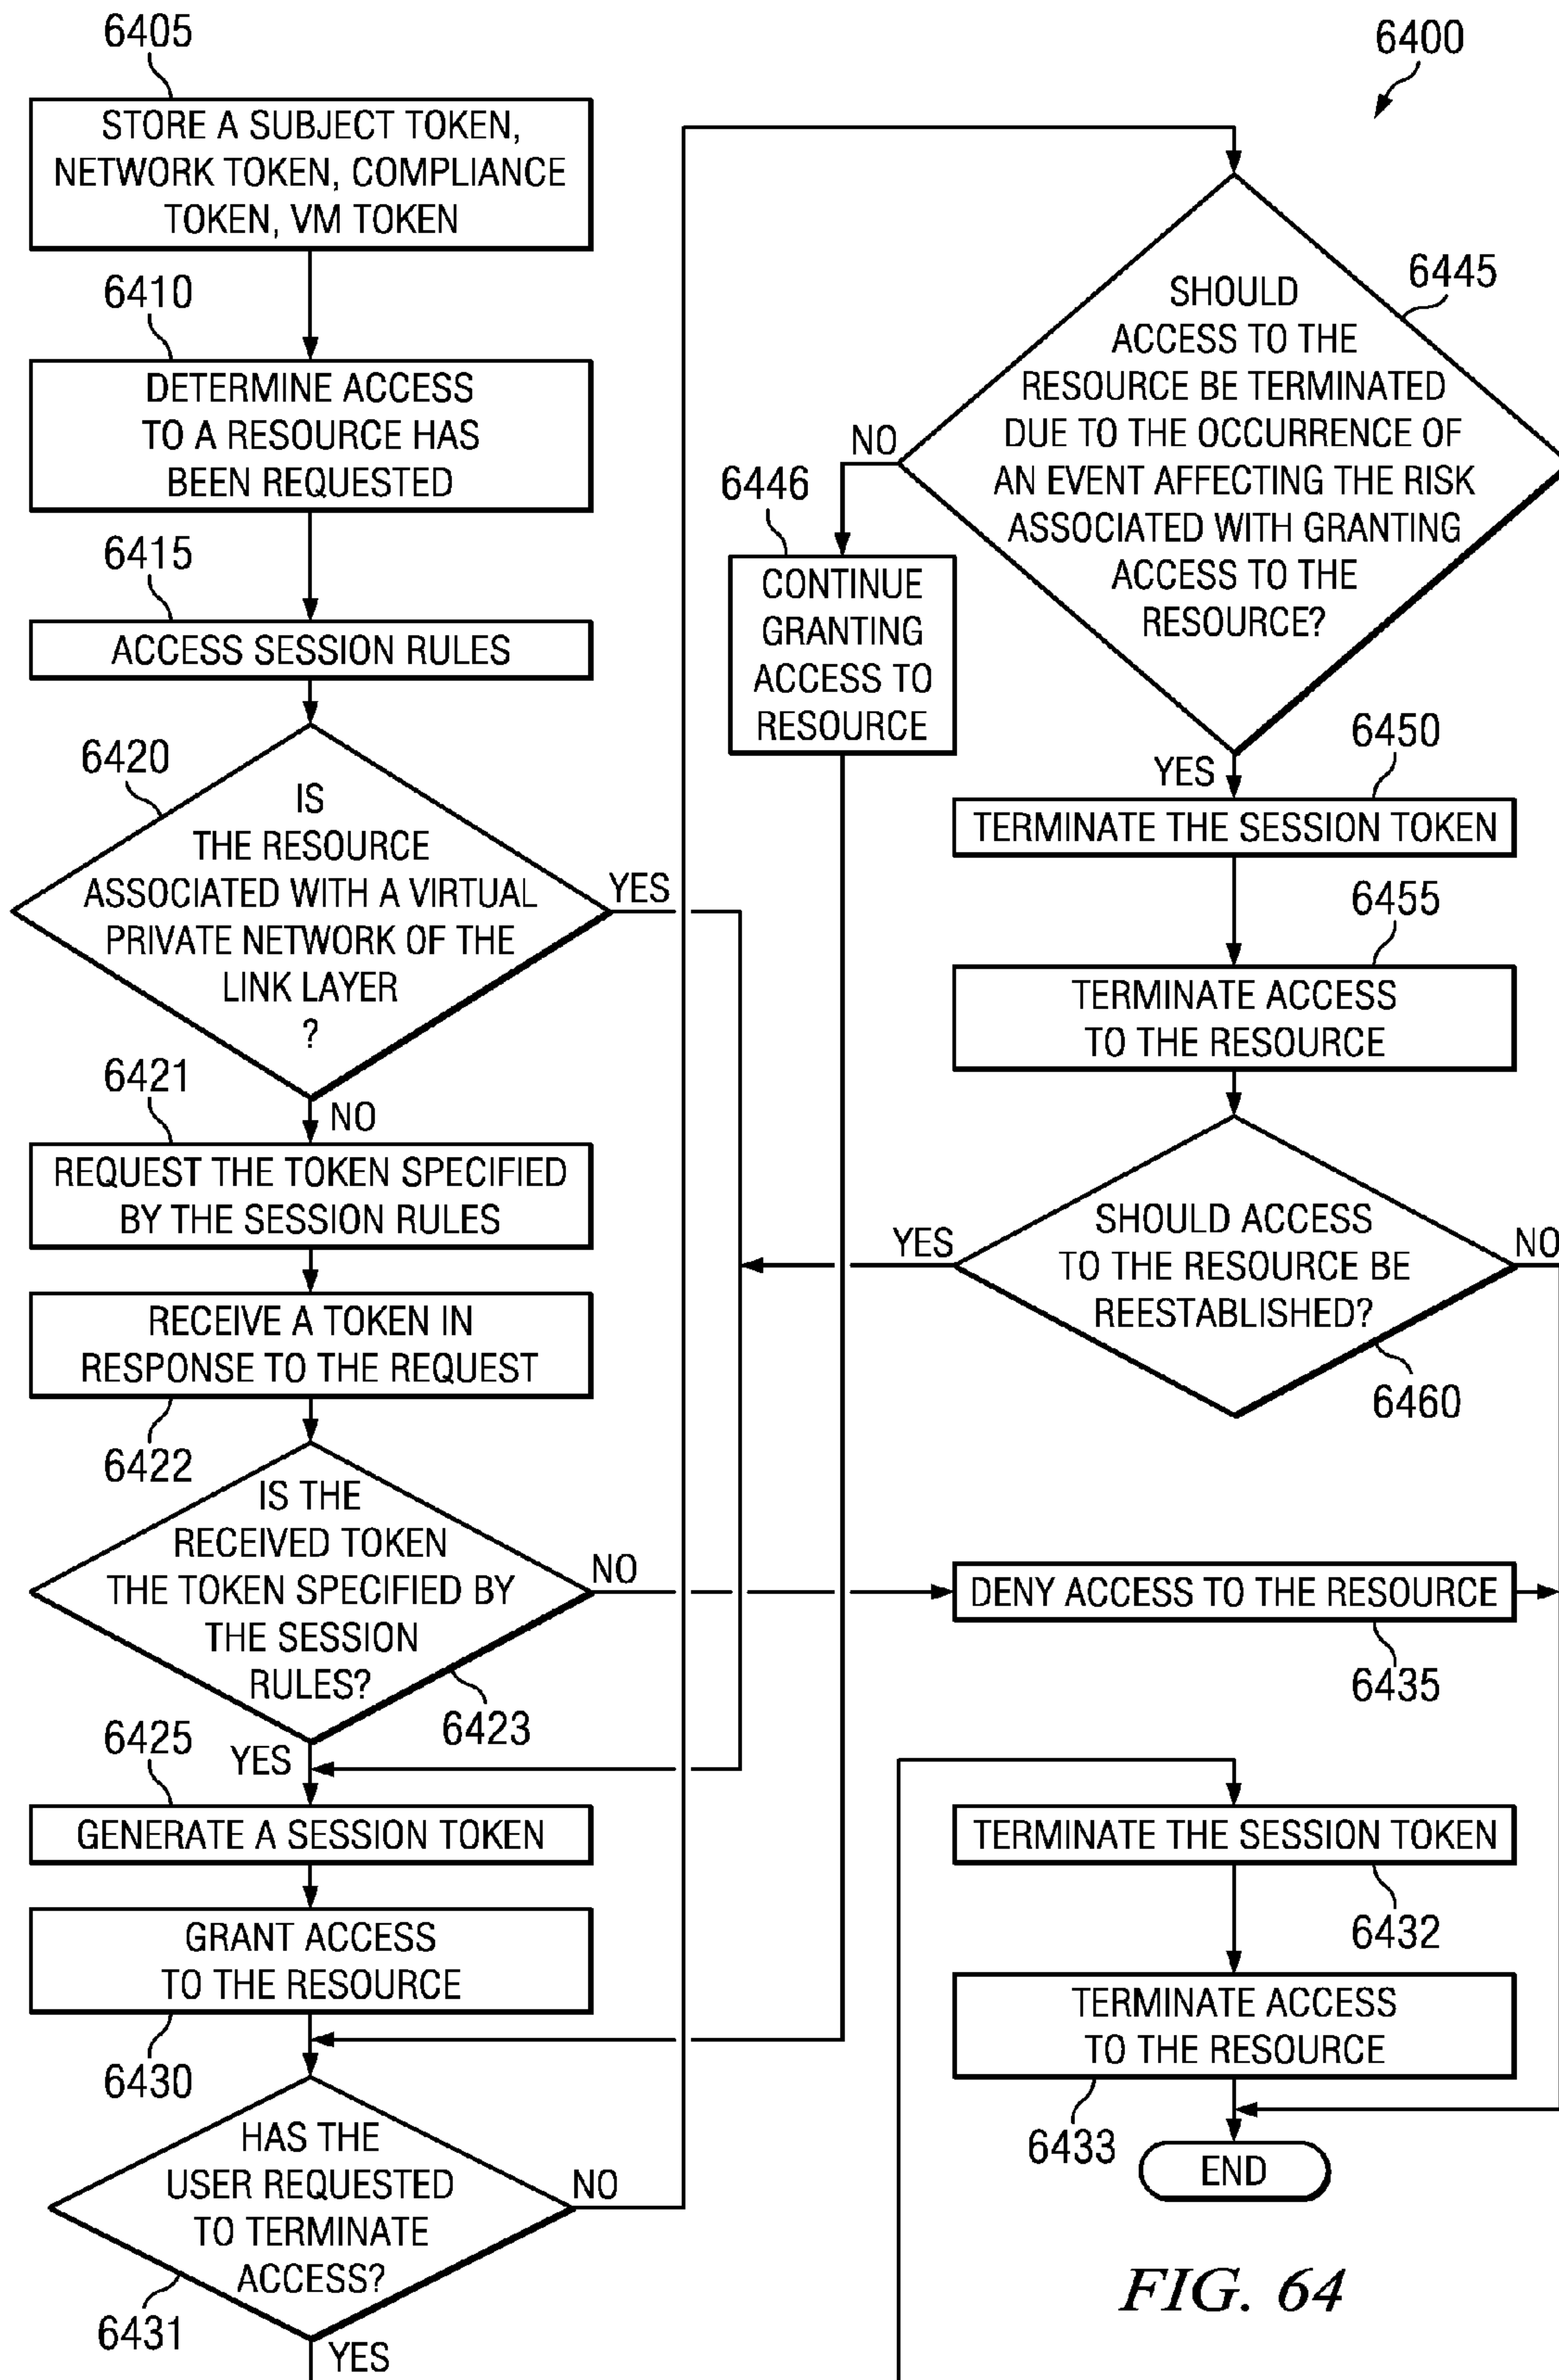 6405
STORE A SUBJECT TOKEN,
NETWORK TOKEN, COMPLIANCE
TOKEN, VM TOKEN
6410
DETERMINE ACCESS
TO A RESOURCE HAS
BEEN REQUESTED
6415
ACCESS SESSION RULES
6420
IS
THE RESOURCE
ASSOCIATED WITH A VIRTUAL
PRIVATE NETWORK OF THE
LINK LAYER
?
YES
NO
6421
REQUEST THE TOKEN SPECIFIED
BY THE SESSION RULES
RECEIVE A TOKEN IN
RESPONSE TO THE REQUEST
6422
IS THE
RECEIVED TOKEN
THE TOKEN SPECIFIED BY
THE SESSION
RULES?
NO
6423
YES
6425
GENERATE A SESSION TOKEN
GRANT ACCESS
TO THE RESOURCE
6430
HAS THE
USER REQUESTED
TO TERMINATE
ACCESS?
NO
6431
YES
6400
SHOULD
ACCESS TO THE
RESOURCE BE TERMINATED
DUE TO THE OCCURRENCE OF
AN EVENT AFFECTING THE RISK
ASSOCIATED WITH GRANTING
ACCESS TO THE
RESOURCE?
6445
NO
6446
CONTINUE
GRANTING
ACCESS TO
RESOURCE
YES
6450
TERMINATE THE SESSION TOKEN
6455
TERMINATE ACCESS
TO THE RESOURCE
SHOULD ACCESS
TO THE RESOURCE BE
REESTABLISHED?
YES
NO
6460
DENY ACCESS TO THE RESOURCE
6435
TERMINATE THE SESSION TOKEN
6432
TERMINATE ACCESS
TO THE RESOURCE
6433
END
FIG. 64